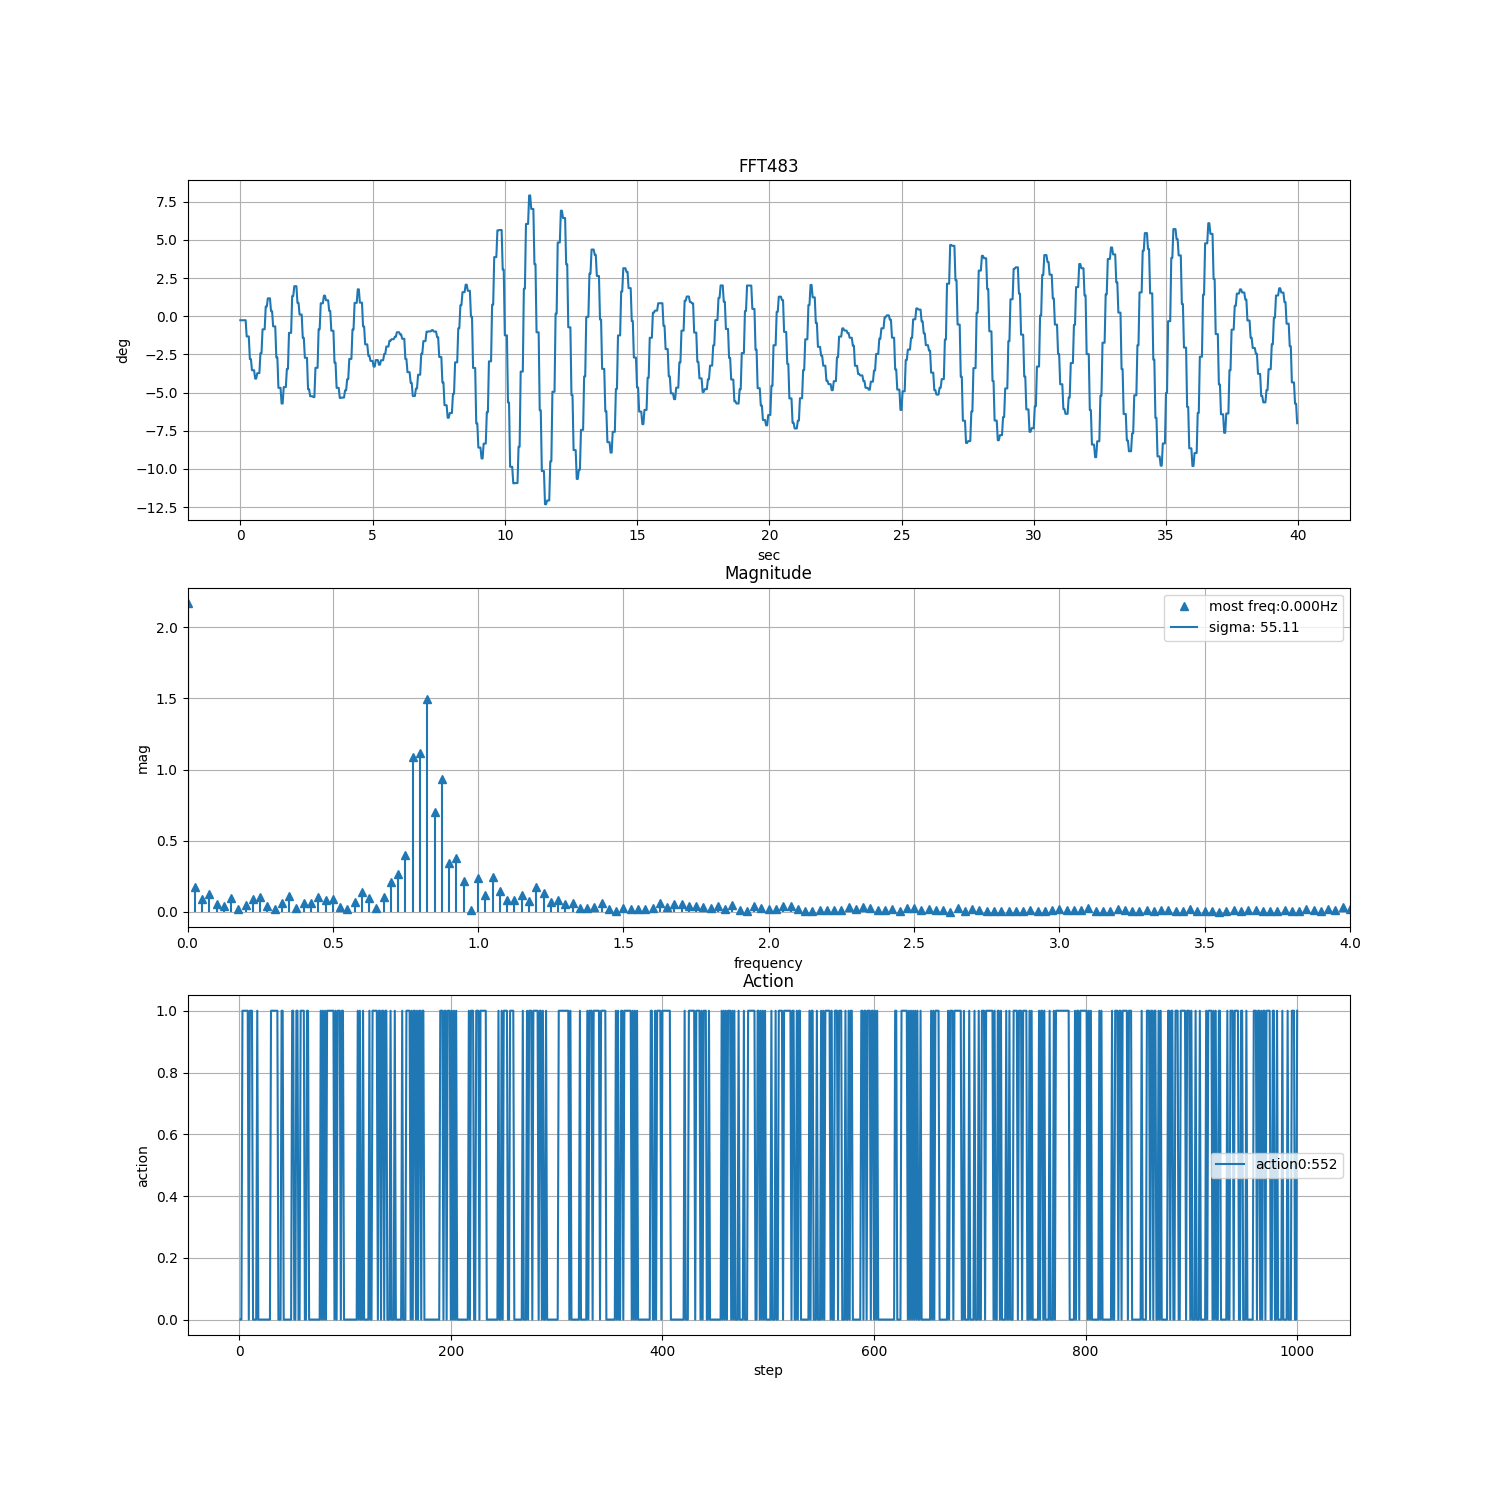 FFT483
7.5
5.0
2.5
0.0
−2.5
−5.0
−7.5
−10.0
−12.5
deg
0 5 10 15 20 25 30 35 40
sec
Magnitude
most freq:0.000Hz
sigma: 55.11
2.0
1.5
1.0
0.5
0.0
mag
0.0 0.5 1.0 1.5 2.0 2.5 3.0 3.5 4.0
frequency
Action
1.0
0.8
0.6
0.4
0.2
0.0
action
action0:552
0 200 400 600 800 1000
step